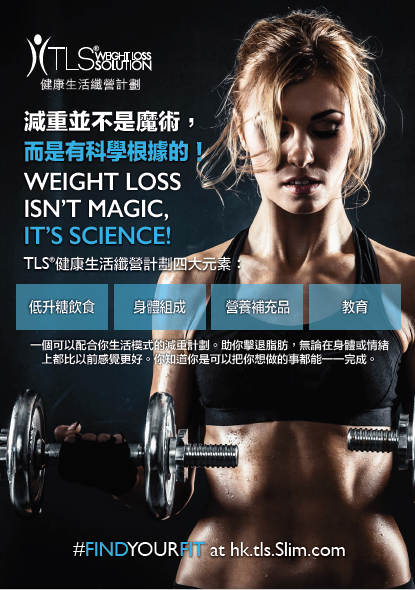 TLS® WEIGHT LOSS
SOLUTION
健康生活纖營計劃
減重並不是魔術，
而是有科學根據的！
WEIGHT LOSS
ISN'T MAGIC,
IT'S SCIENCE!
TLS®健康生活纖營計劃四大元素：
低升糖飲食 身體組成 營養補充品 教育
一個可以配合你生活模式的減重計劃。助你擊退脂肪，無論在身體或情緒
上都比以前感覺更好。你知道你是可以把你想做的事都能一一完成。
#FINDYOURFIT at hk.tls.Slim.com